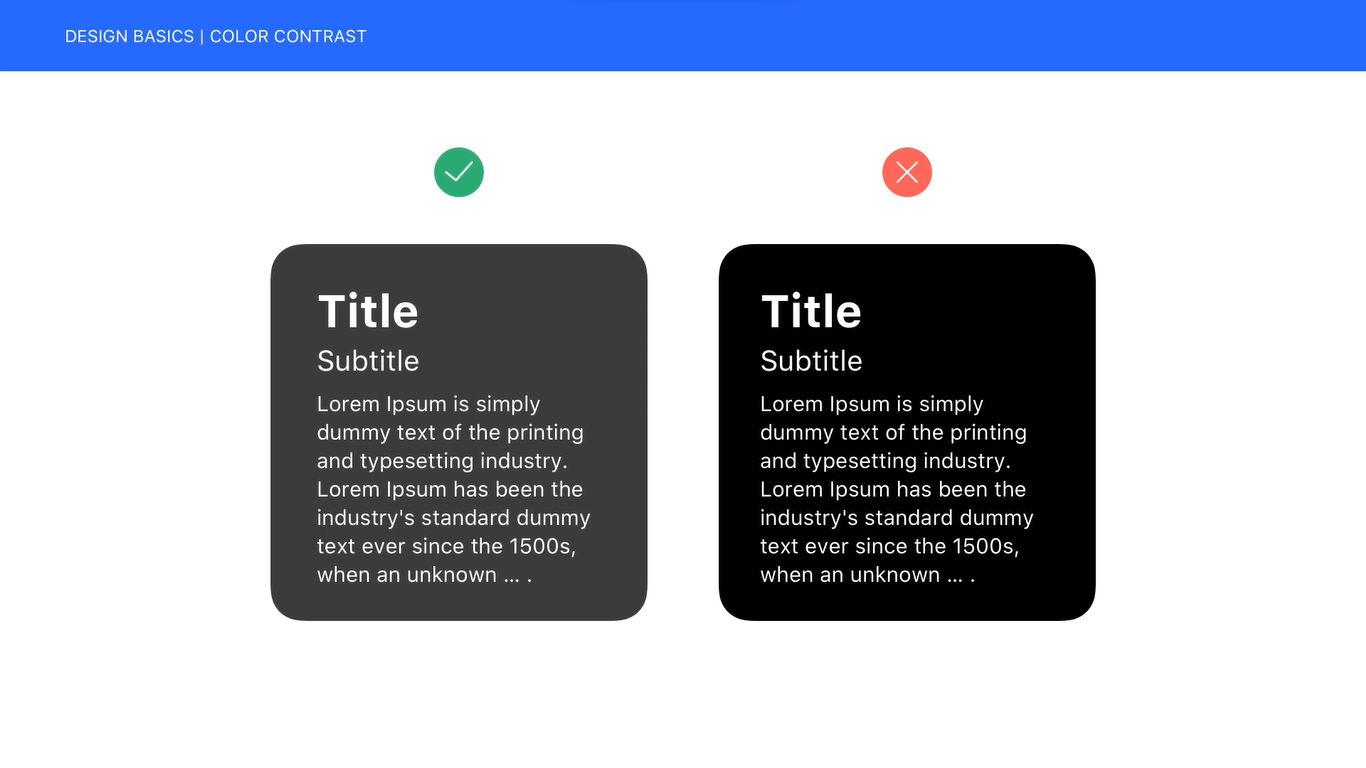 DESIGN BASICS | COLOR CONTRAST
Title
Subtitle
Lorem Ipsum is simply
dummy text of the printing
and typesetting industry.
Lorem Ipsum has been the
industry's standard dummy
text ever since the 1500s,
when an unknown ... .
Title
Subtitle
Lorem Ipsum is simply
dummy text of the printing
and typesetting industry.
Lorem Ipsum has been the
industry's standard dummy
text ever since the 1500s,
when an unknown ... .